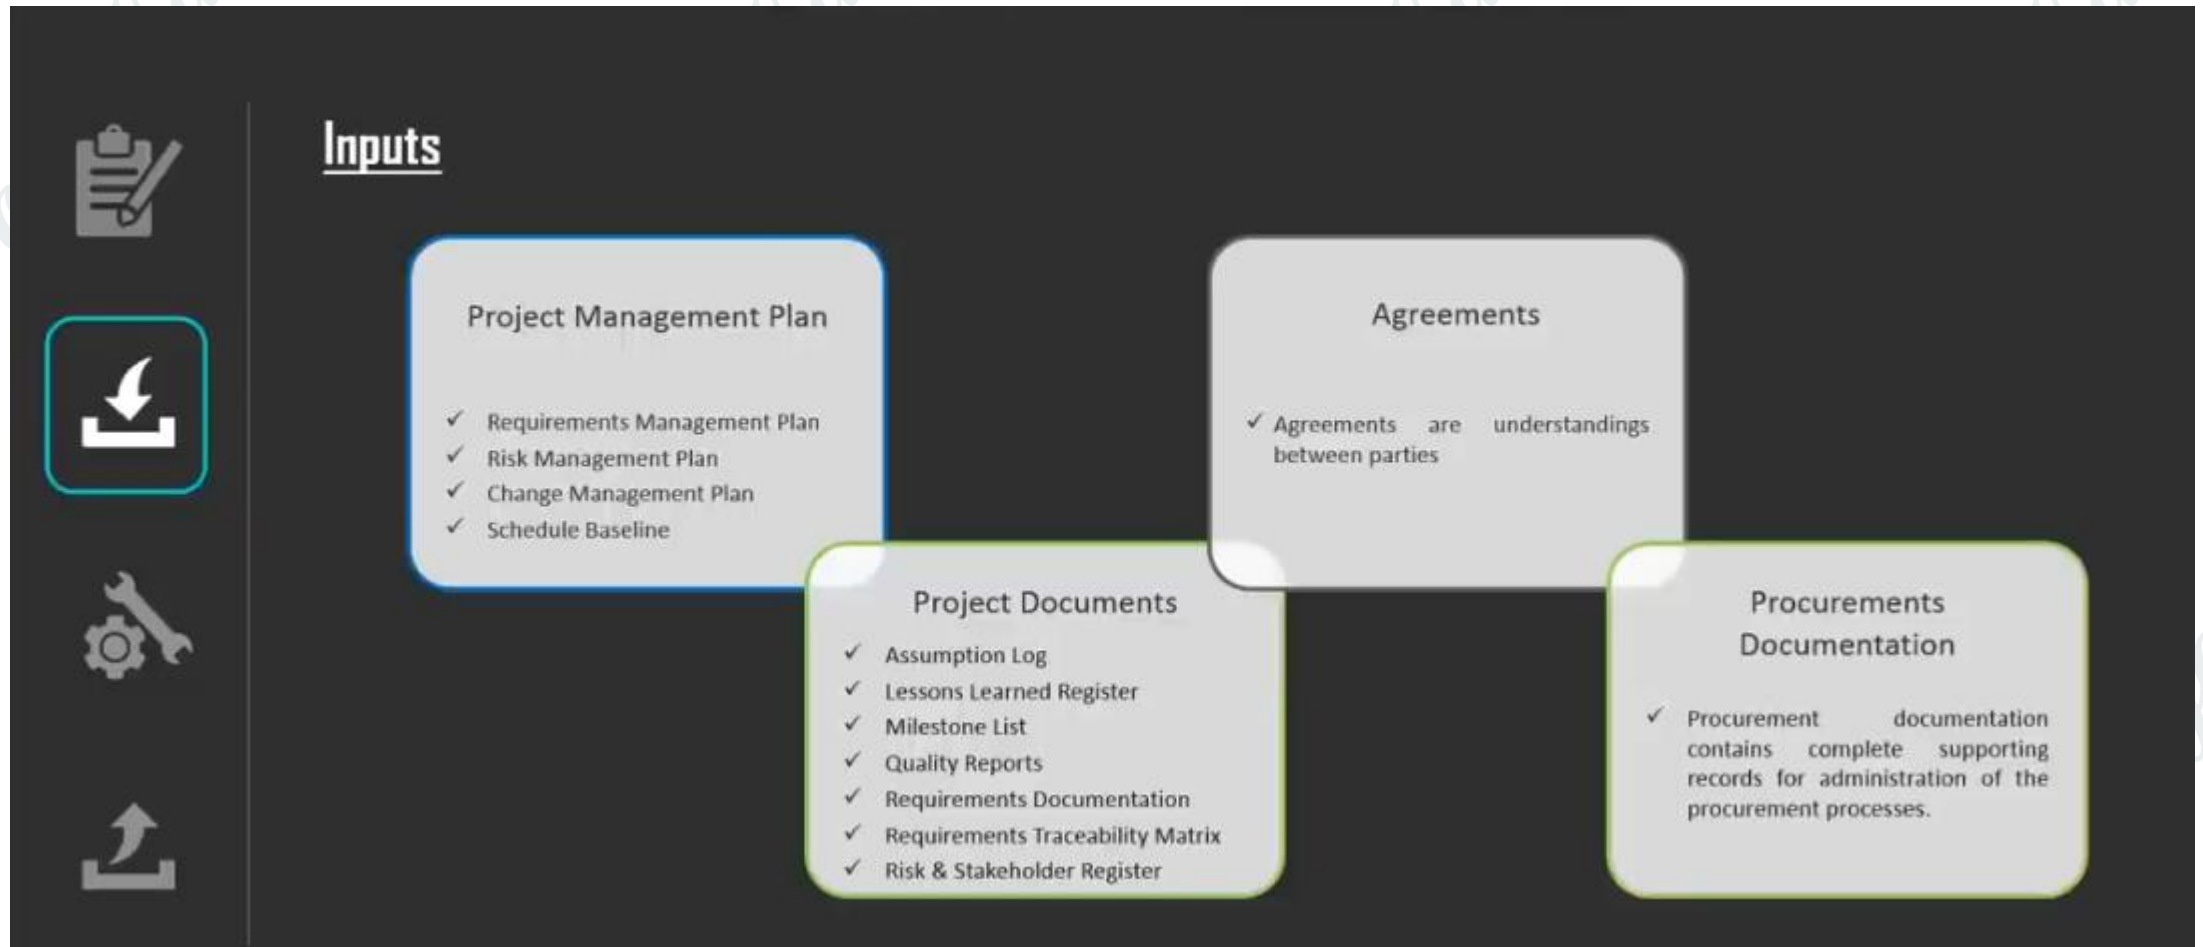 Inputs
Project Management Plan
✓ Requirements Management Plan
✓ Risk Management Plan
✓ Change Management Plan
✓ Schedule Baseline
Project Documents
✓ Assumption Log
✓ Lessons Learned Register
✓ Milestone List
✓ Quality Reports
✓ Requirements Documentation
✓ Requirements Traceability Matrix
✓ Risk & Stakeholder Register
Agreements
✓ Agreements are understandings
between parties
Procurements
Documentation
✓ Procurement documentation
contains complete supporting
records for administration of the
procurement processes.